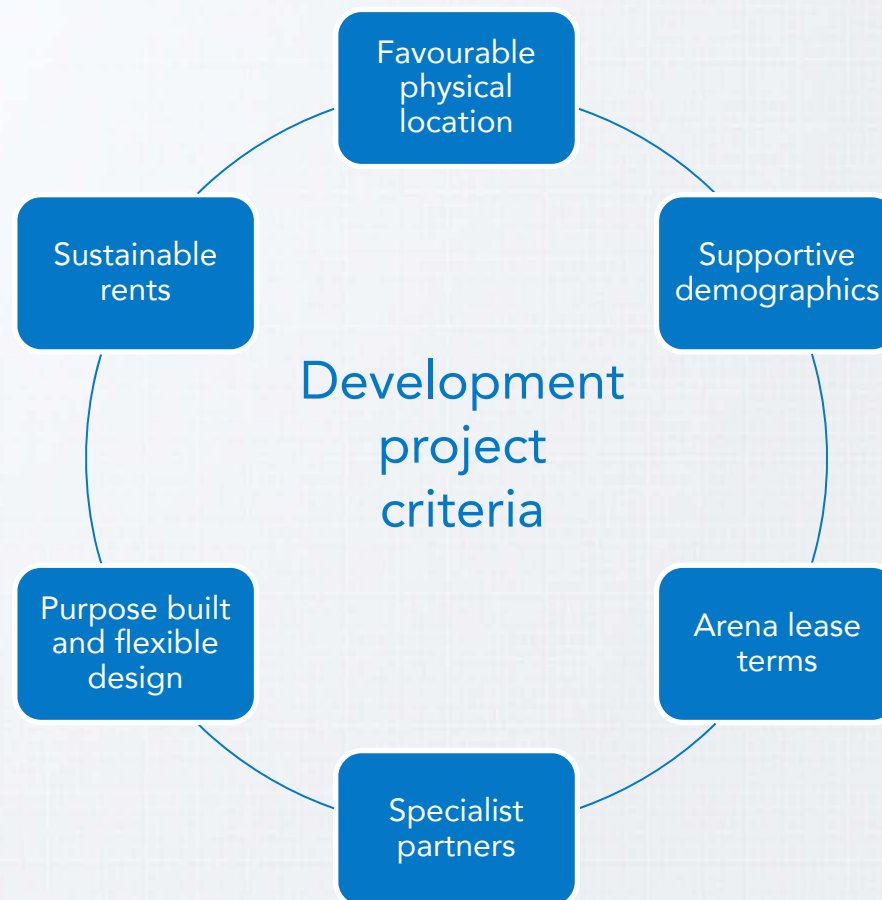 Favourable
physical
location
Supportive
demographics
Arena lease
terms
Specialist
partners
Purpose built
and flexible
design
Sustainable
rents
Development
project
criteria